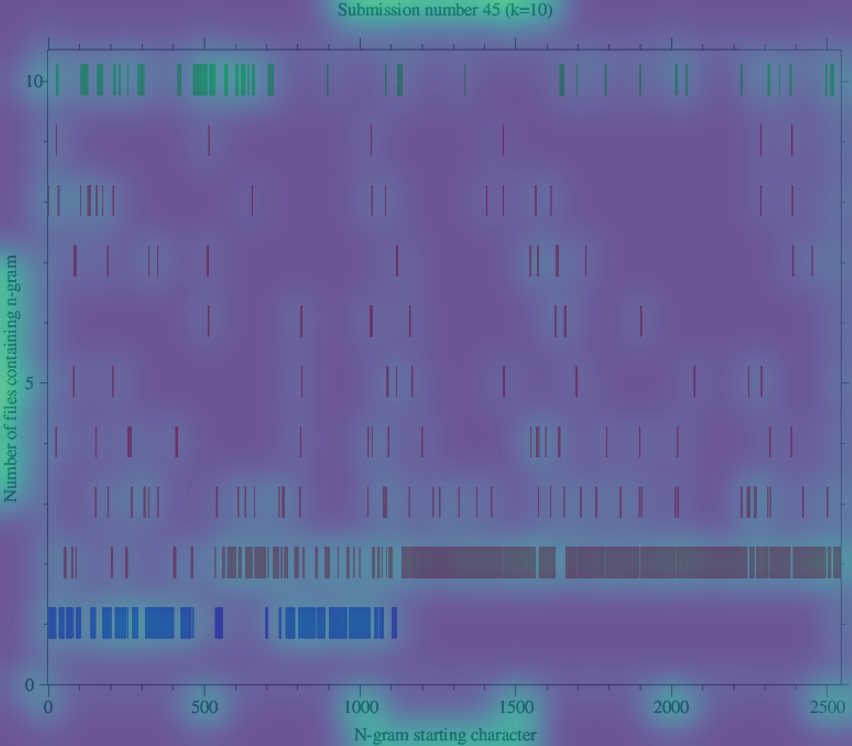 Submission number 45 (k=10)
10
5
0
Number of files containing n-gram
0 500 1000 1500 2000 2500
N-gram starting character